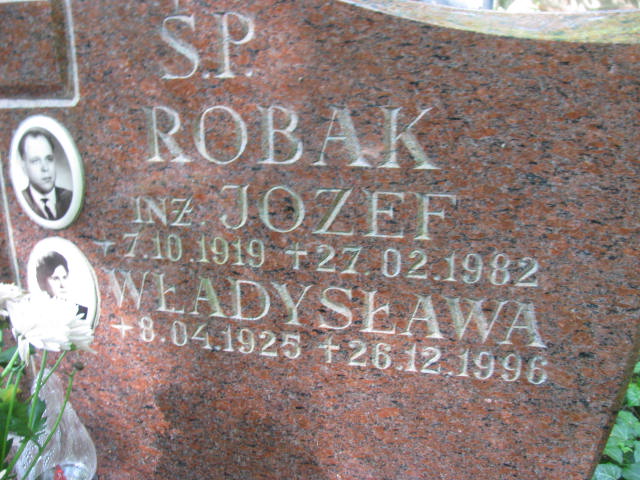 Ś.P.
ROBAK
INŻ. JÓZEF
+7.10.1919 +27.02.1982
WŁADYSŁAWA
+8.04.1925 +26.12.1996